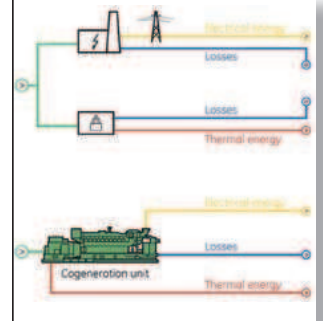 Electrical energy
Losses
Losses
Thermal energy
Electrical energy
Losses
Cogeneration unit
Thermal energy